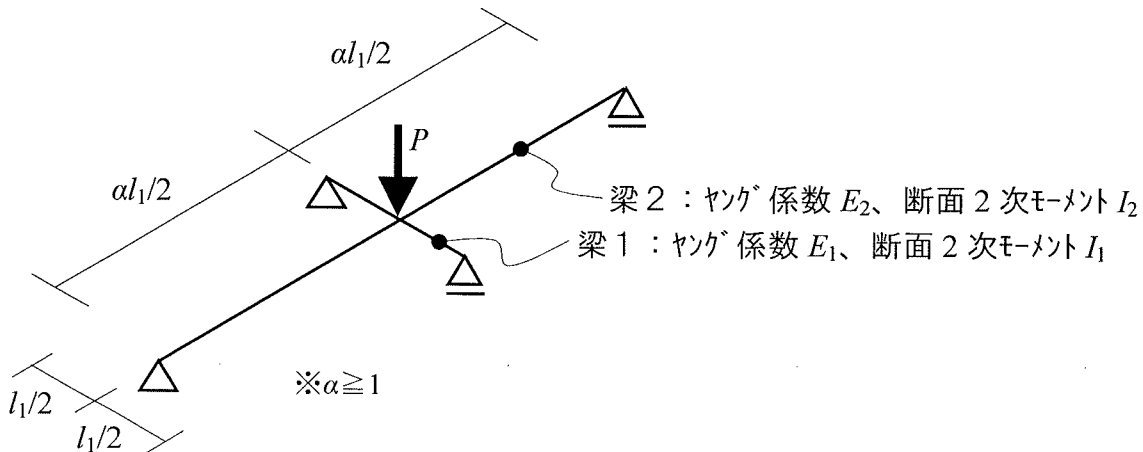 αl₁/2
αl₁/2
P
梁２：ﾔﾝｸﾞ係数 E₂、断面２次ﾓｰﾒﾝﾄ I₂
梁１：ﾔﾝｸﾞ係数 E₁、断面２次ﾓｰﾒﾝﾄ I₁
※α≧1
l₁/2
l₁/2